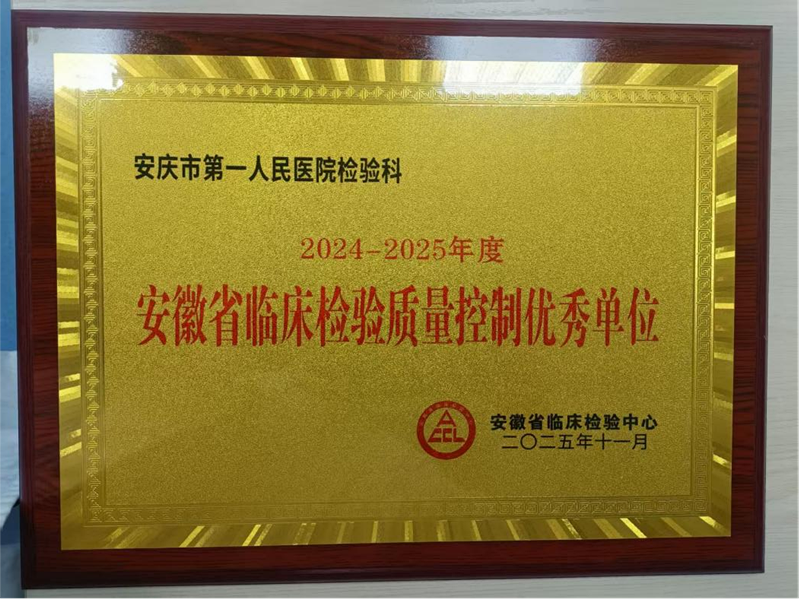 安庆市第一人民医院检验科
2024-2025年度
安徽省临床检验质量控制优秀单位
ACCL
安徽省临床检验中心
二〇二五年十一月